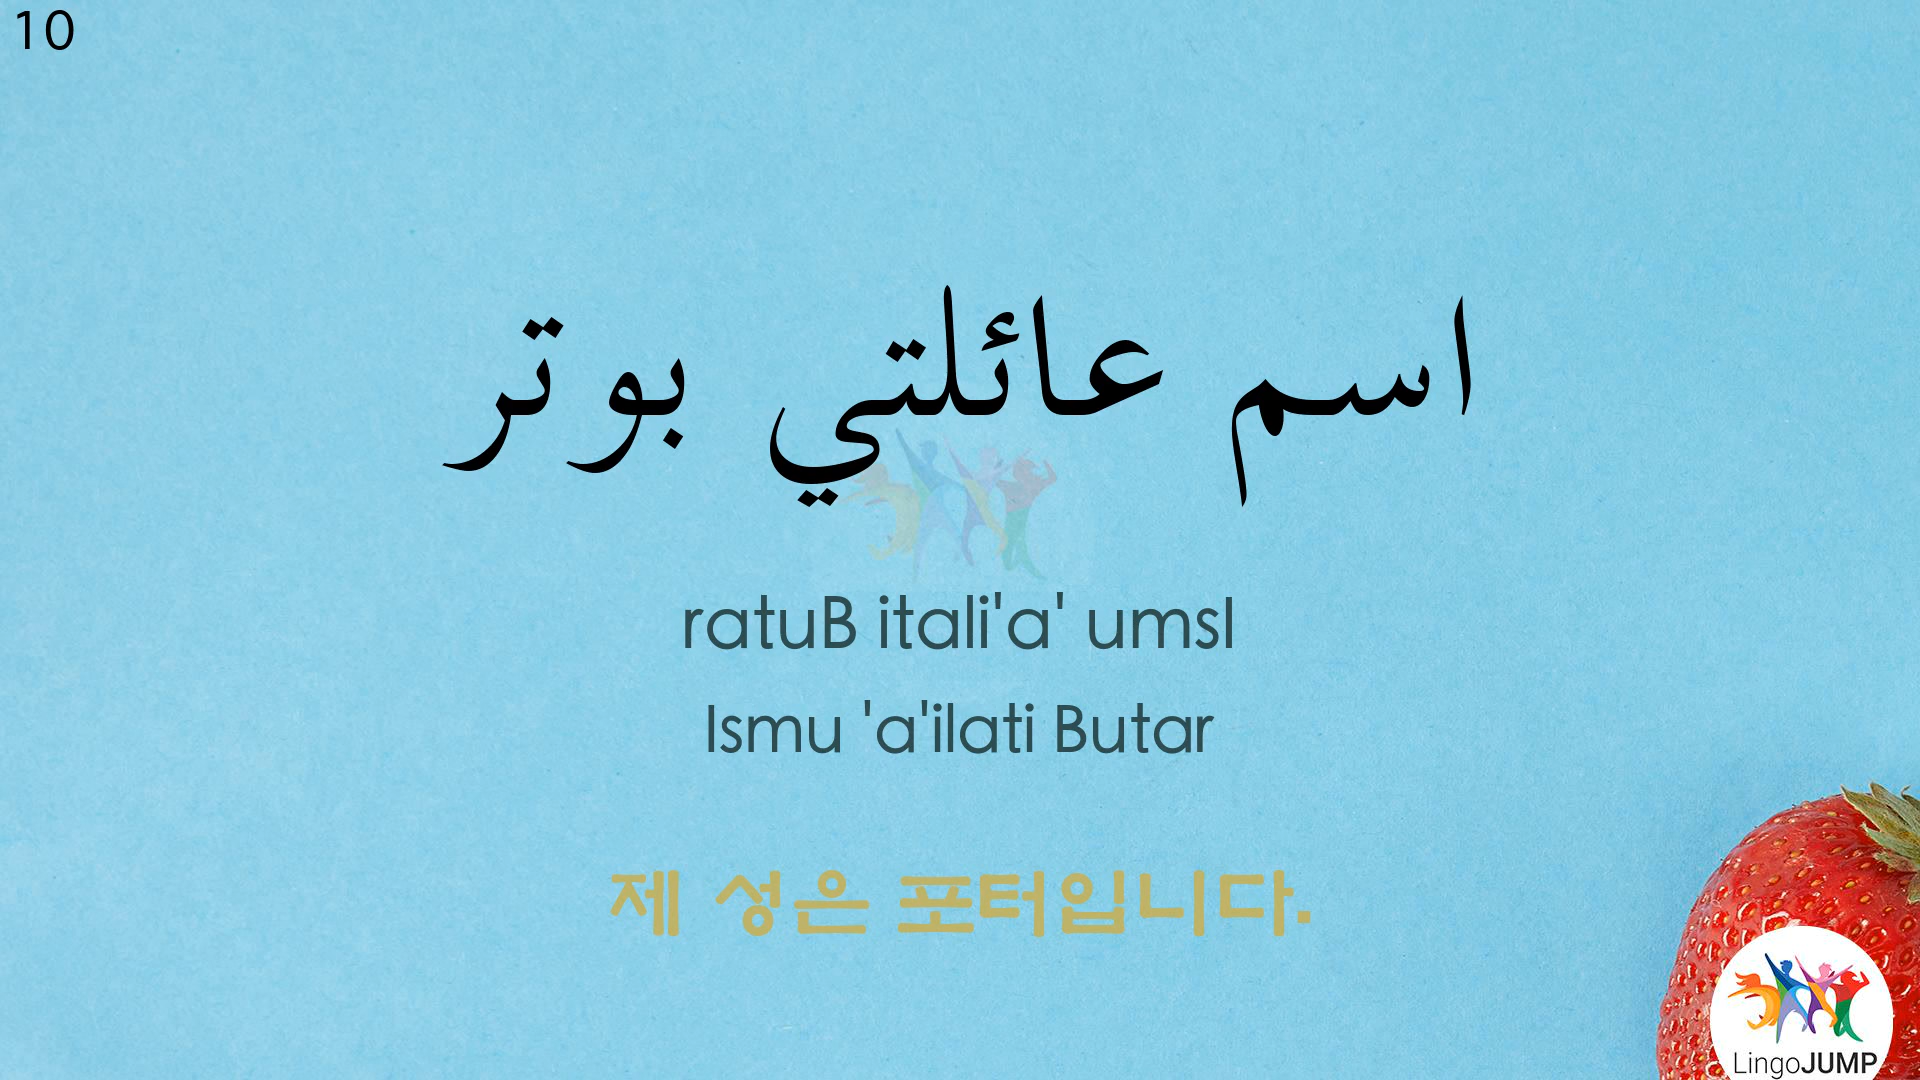 10
اسم عائلتي بوتر
ratuB itali'a' umsI
Ismu 'a'ilati Butar
제 성은 포터입니다.
LingoJUMP